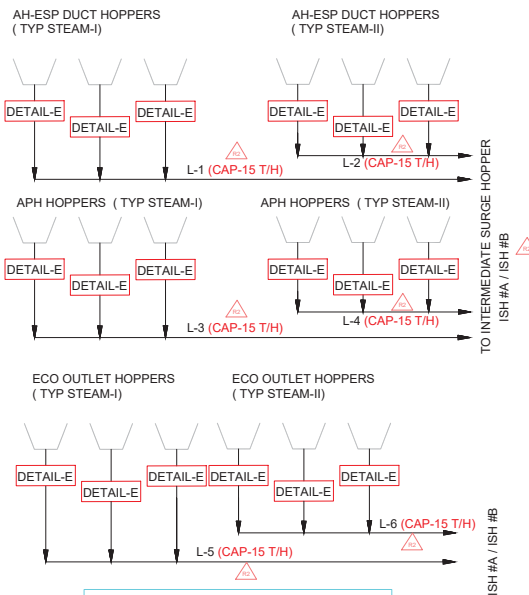 AH-ESP DUCT HOPPERS
( TYP STEAM-I)
AH-ESP DUCT HOPPERS
( TYP STEAM-II)
DETAIL-E
DETAIL-E
DETAIL-E
DETAIL-E
DETAIL-E
DETAIL-E
R2
L-2 (CAP-15 T/H)
R2
L-1 (CAP-15 T/H)
APH HOPPERS ( TYP STEAM-I)
APH HOPPERS ( TYP STEAM-II)
DETAIL-E
DETAIL-E
DETAIL-E
DETAIL-E
DETAIL-E
DETAIL-E
R2
L-4 (CAP-15 T/H)
R2
L-3 (CAP-15 T/H)
TO INTERMEDIATE SURGE HOPPER
ISH #A / ISH #B
R2
ECO OUTLET HOPPERS
( TYP STEAM-I)
ECO OUTLET HOPPERS
( TYP STEAM-II)
DETAIL-E
DETAIL-E
DETAIL-E
DETAIL-E
DETAIL-E
DETAIL-E
L-6 (CAP-15 T/H)
R2
L-5 (CAP-15 T/H)
R2
ISH #A / ISH #B